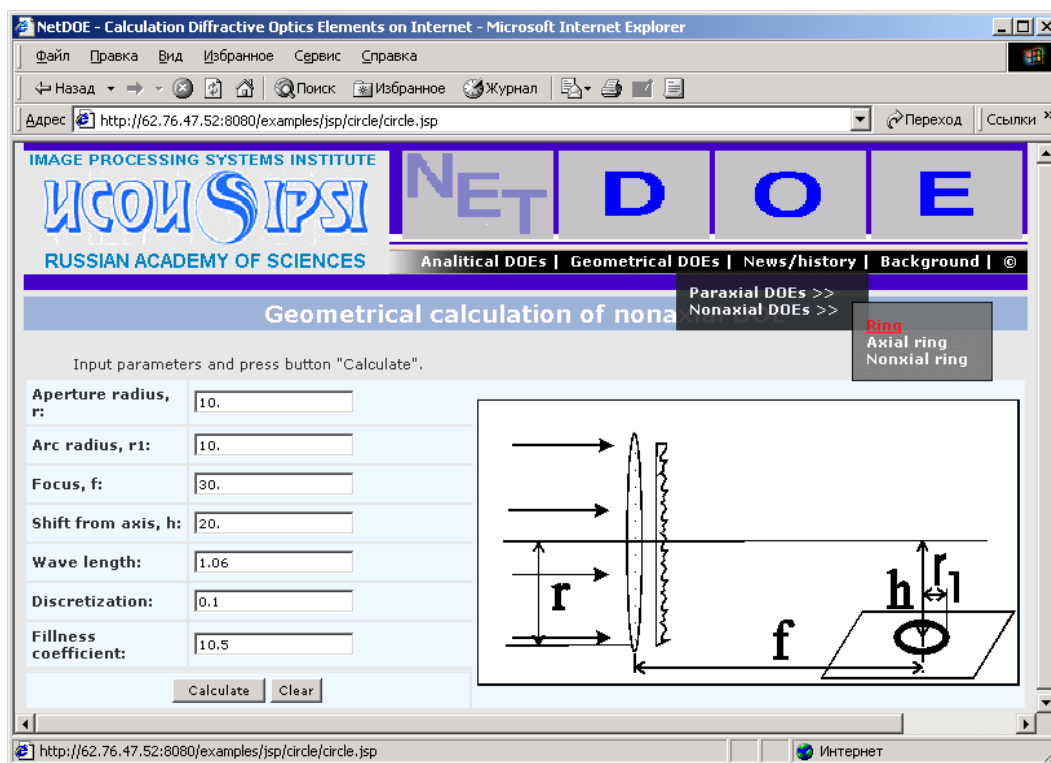 NetDOE - Calculation Diffractive Optics Elements on Internet - Microsoft Internet Explorer
Файл Правка Вид Избранное Сервис Справка
Назад Поиск Избранное Журнал
Адрес http://62.76.47.52:8080/examples/jsp/circle/circle.jsp Переход Ссылки »
IMAGE PROCESSING SYSTEMS INSTITUTE
ИСОИ IPSI
RUSSIAN ACADEMY OF SCIENCES
NET D O E
Analitical DOEs | Geometrical DOEs | News/history | Background | ©
Paraxial DOEs >>
Nonaxial DOEs >>
Ring
Axial ring
Nonxial ring
Geometrical calculation of nonaxial DOE
Input parameters and press button "Calculate".
Aperture radius, r: 10.
Arc radius, r1: 10.
Focus, f: 30.
Shift from axis, h: 20.
Wave length: 1.06
Discretization: 0.1
Fillness coefficient: 10.5
Calculate Clear
r
h
r1
f
http://62.76.47.52:8080/examples/jsp/circle/circle.jsp Интернет